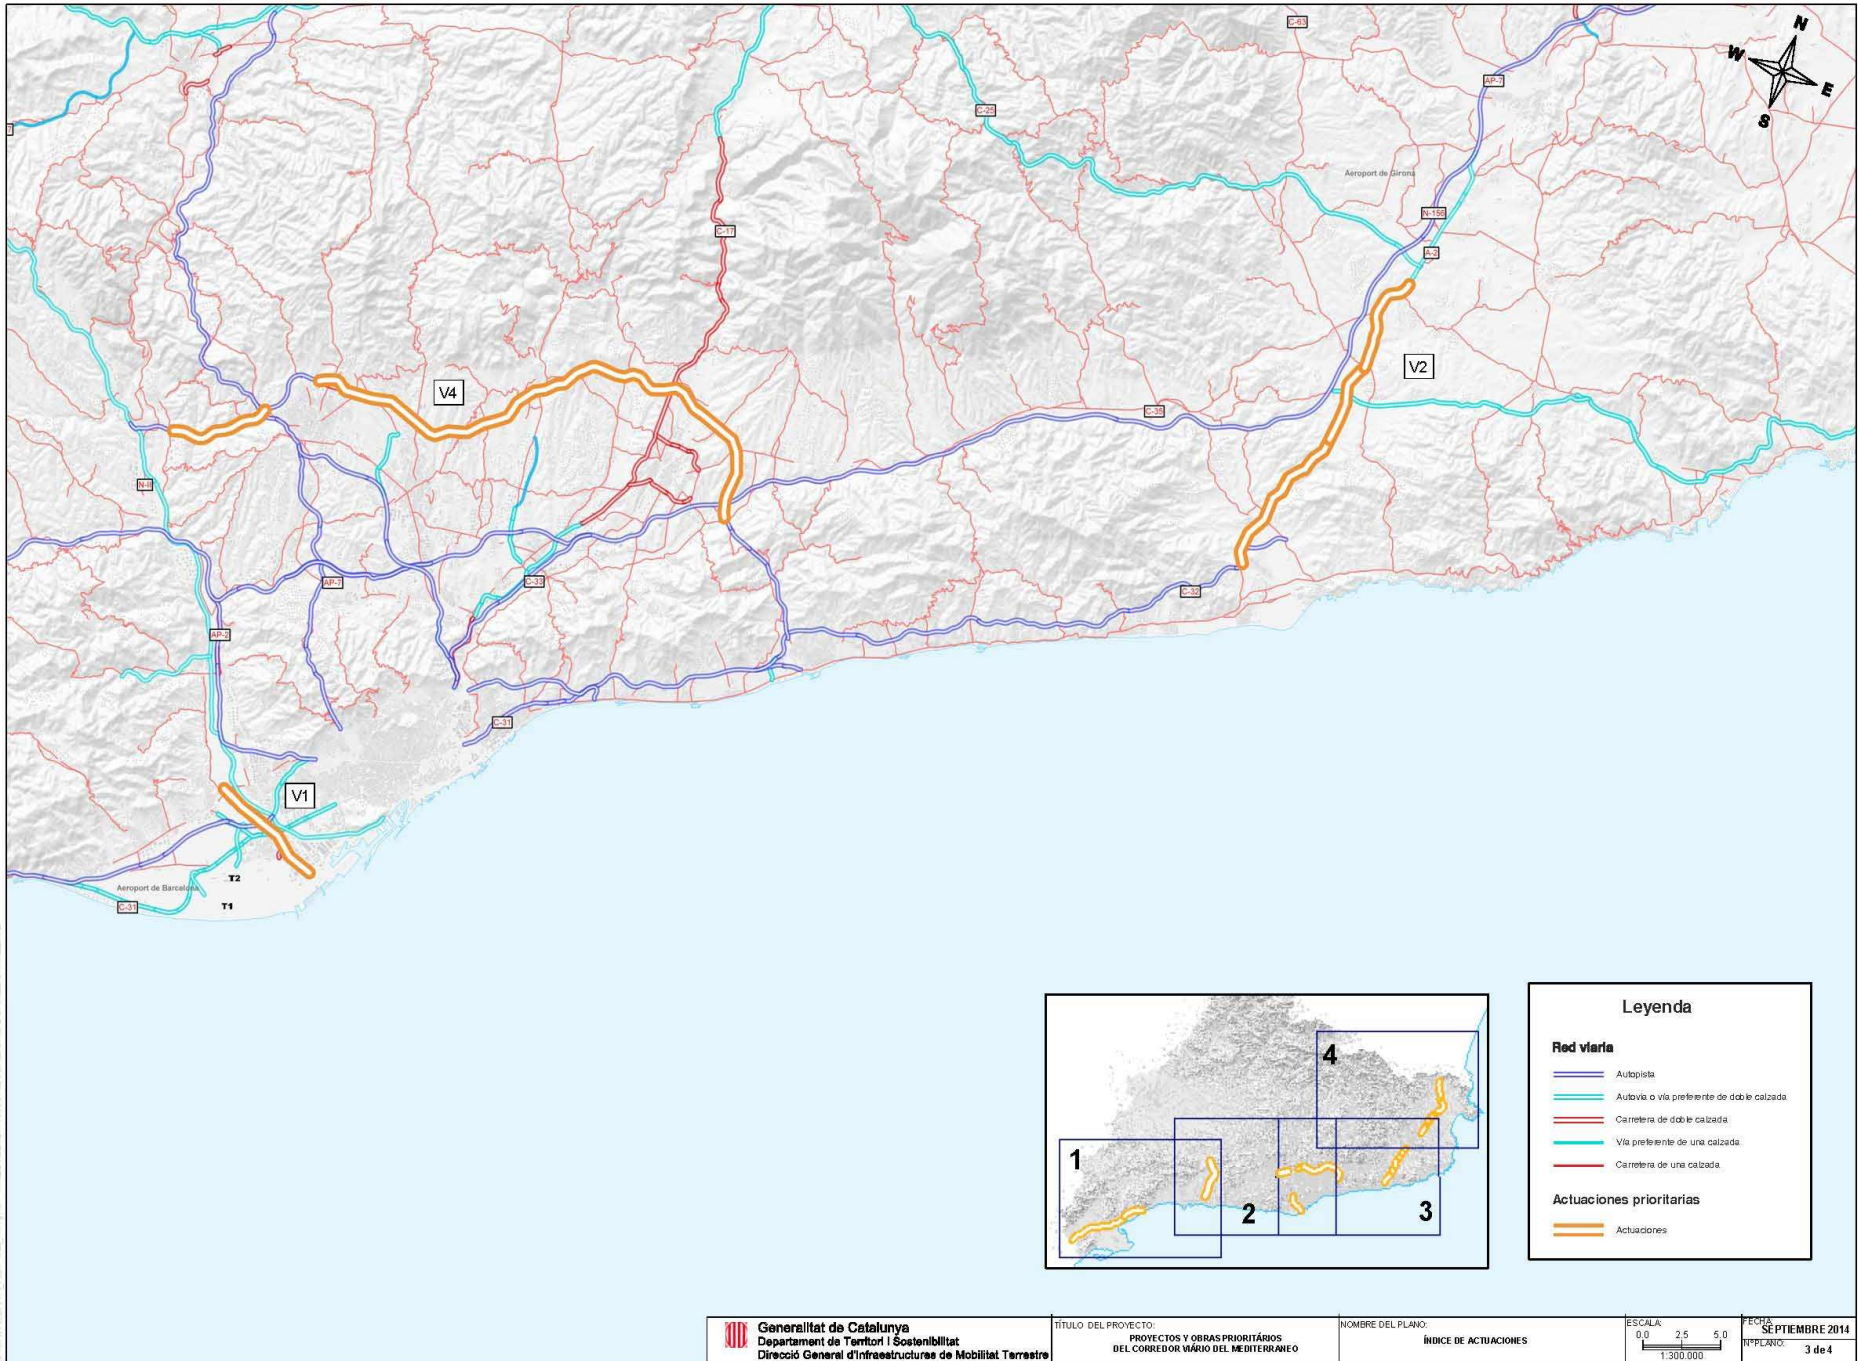 C-63
N
W
E
S
AP-7
C-25
Aeroport de Girona
N-156
C-17
A-2
V2
V4
C-35
N-II
AP-7
C-33
C-32
AP-2
C-31
V1
T2
Aeroport de Barcelona
C-31
T1
Leyenda
Red viaria
Autopista
Autovia o vía preferente de doble calzada
Carretera de doble calzada
Vía preferente de una calzada
Carretera de una calzada
Actuaciones prioritarias
Actuaciones
4
1
2
3
Generalitat de Catalunya
Departament de Territori i Sostenibilitat
Direcció General d'Infraestructures de Mobilitat Terrestre
TÍTULO DEL PROYECTO:
PROYECTOS Y OBRAS PRIORITÁRIOS
DEL CORREDOR VIÁRIO DEL MEDITERRANEO
NOMBRE DEL PLANO:
ÍNDICE DE ACTUACIONES
ESCALA:
0.0 2.5 5.0
1:300.000
FECHA:
SEPTIEMBRE 2014
NºPLANO:
3 de 4